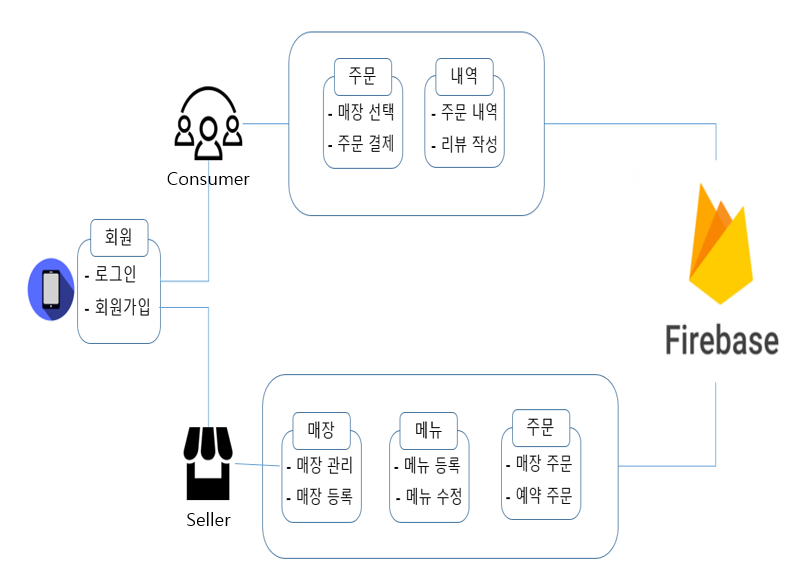 주문
- 매장 선택
- 주문 결제
내역
- 주문 내역
- 리뷰 작성
Consumer
회원
- 로그인
- 회원가입
Firebase
매장
- 매장 관리
- 매장 등록
메뉴
- 메뉴 등록
- 메뉴 수정
주문
- 매장 주문
- 예약 주문
Seller